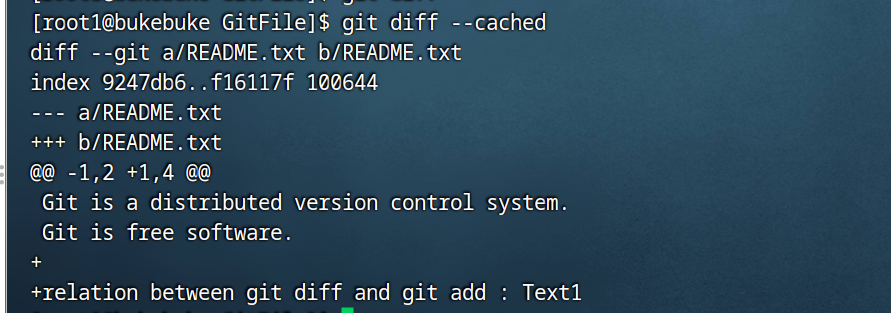 [root1@bukebuke GitFile]$ git diff --cached
diff --git a/README.txt b/README.txt
index 9247db6..f16117f 100644
--- a/README.txt
+++ b/README.txt
@@ -1,2 +1,4 @@
 Git is a distributed version control system.
 Git is free software.
+
+relation between git diff and git add : Text1